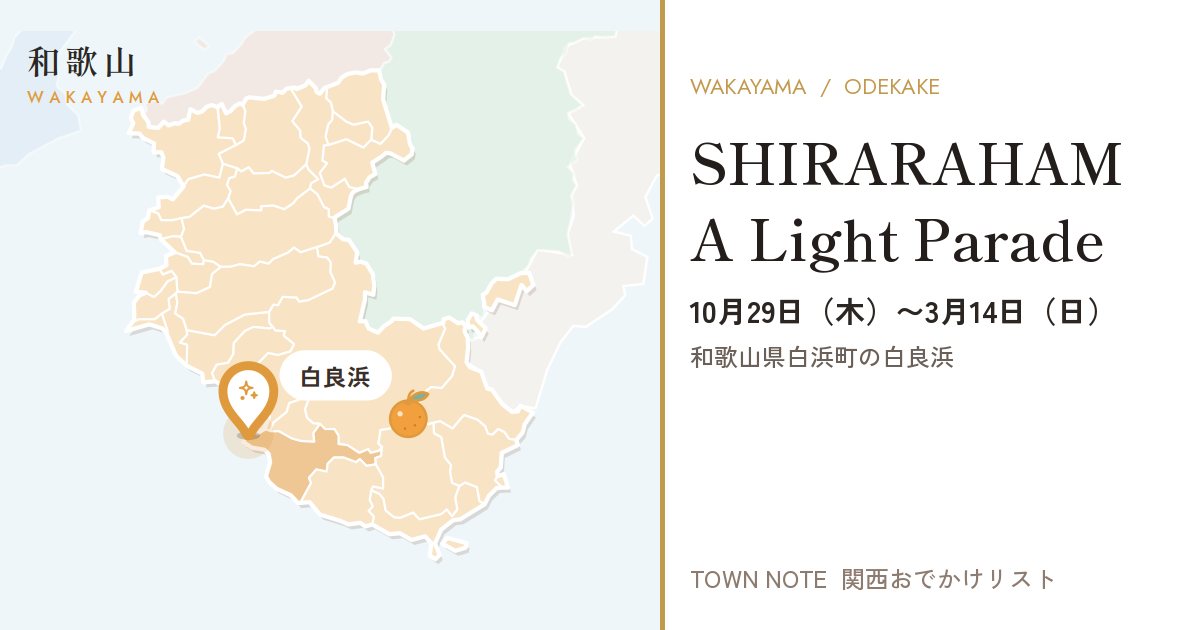 和歌山
WAKAYAMA
白良浜
WAKAYAMA / ODEKAKE
SHIRARAHAM
A Light Parade
10月29日（木）〜3月14日（日）
和歌山県白浜町の白良浜
TOWN NOTE 関西おでかけリスト